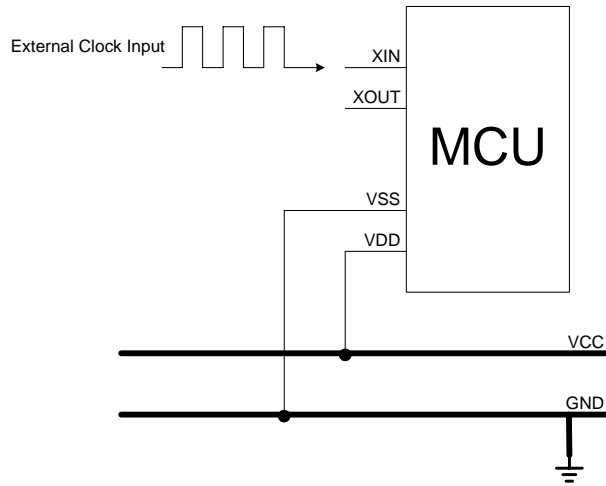 External Clock Input
XIN
XOUT
MCU
VSS
VDD
VCC
GND